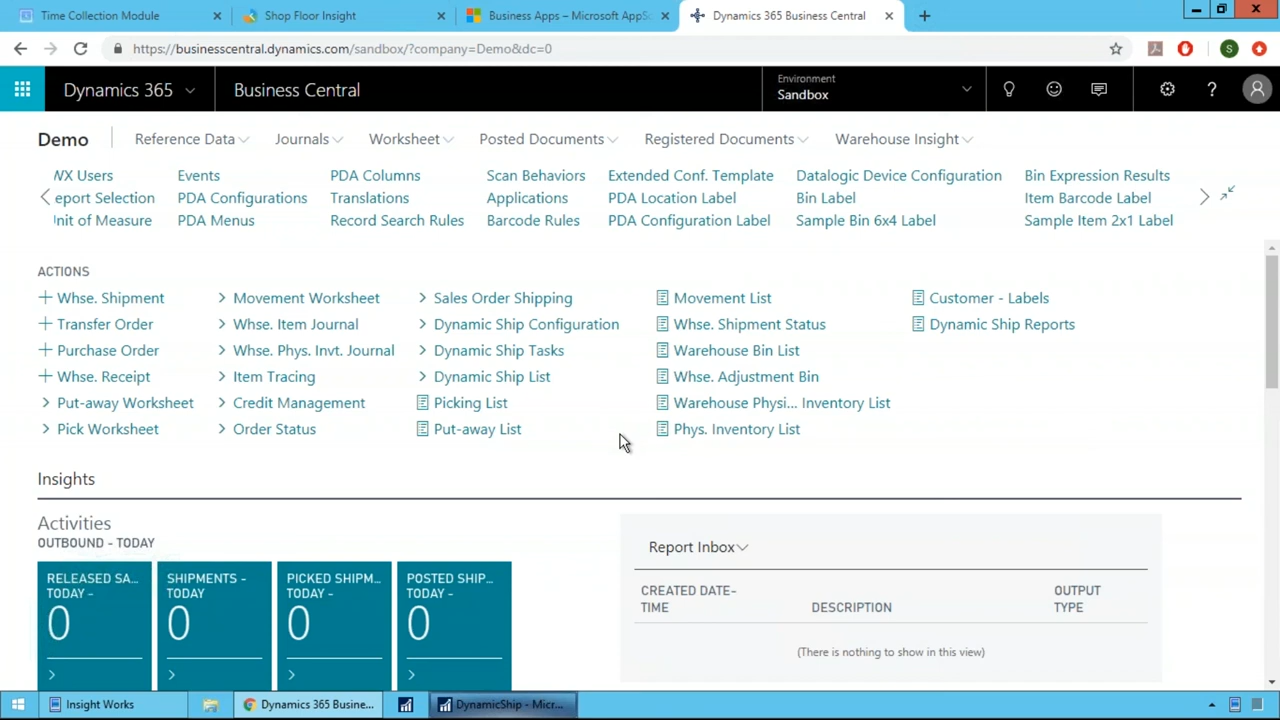 Time Collection Module
Shop Floor Insight
Business Apps – Microsoft AppSo
Dynamics 365 Business Central
https://businesscentral.dynamics.com/sandbox/?company=Demo&dc=0
S
Dynamics 365
Business Central
Environment
Sandbox
?
Demo
Reference Data
Journals
Worksheet
Posted Documents
Registered Documents
Warehouse Insight
WX Users
Events
PDA Columns
Scan Behaviors
Extended Conf. Template
Datalogic Device Configuration
Bin Expression Results
eport Selection
PDA Configurations
Translations
Applications
PDA Location Label
Bin Label
Item Barcode Label
nit of Measure
PDA Menus
Record Search Rules
Barcode Rules
PDA Configuration Label
Sample Bin 6x4 Label
Sample Item 2x1 Label
ACTIONS
Whse. Shipment
Movement Worksheet
Sales Order Shipping
Movement List
Customer - Labels
Transfer Order
Whse. Item Journal
Dynamic Ship Configuration
Whse. Shipment Status
Dynamic Ship Reports
Purchase Order
Whse. Phys. Invt. Journal
Dynamic Ship Tasks
Warehouse Bin List
Whse. Receipt
Item Tracing
Dynamic Ship List
Whse. Adjustment Bin
Put-away Worksheet
Credit Management
Picking List
Warehouse Physi... Inventory List
Pick Worksheet
Order Status
Put-away List
Phys. Inventory List
Insights
Activities
OUTBOUND - TODAY
RELEASED SA...
TODAY -
0
SHIPMENTS -
TODAY
0
PICKED SHIPM...
TODAY -
0
POSTED SHIP...
TODAY -
0
Report Inbox
CREATED DATE-
TIME
DESCRIPTION
OUTPUT
TYPE
(There is nothing to show in this view)
Insight Works
Dynamics 365 Busine...
DynamicShip - Micr...